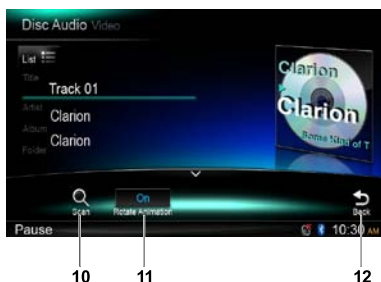 Disc Audio Video
List
Title
Track 01
Artist
Clarion
Album
Clarion
Folder
Clarion
Clarion
Some Kind of T
Scan
On
Rotate Animation
Back
Pause
10:30 AM
10
11
12